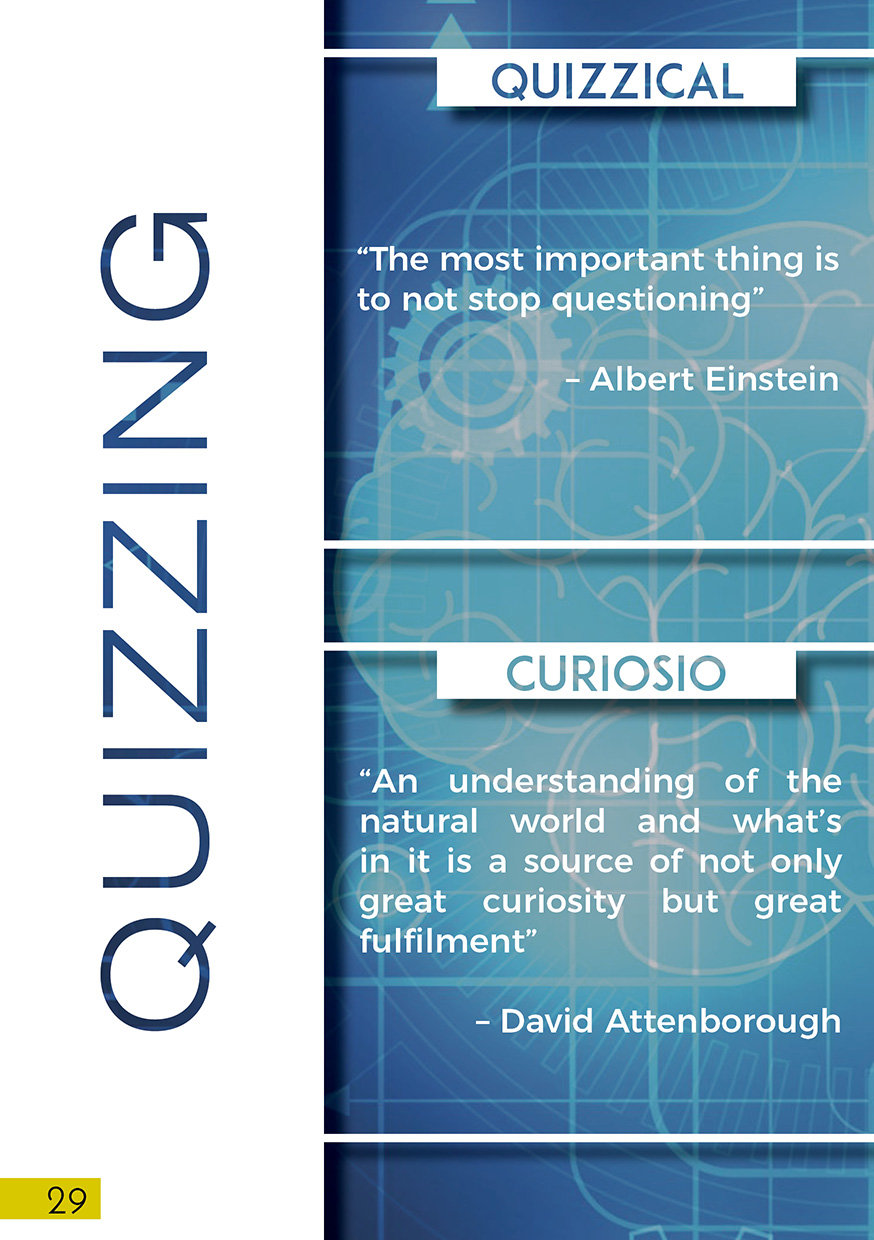 QUIZZING
QUIZZICAL
“The most important thing is
to not stop questioning”
– Albert Einstein
CURIOSIO
“An understanding of the
natural world and what’s
in it is a source of not only
great curiosity but great
fulfilment”
– David Attenborough
29